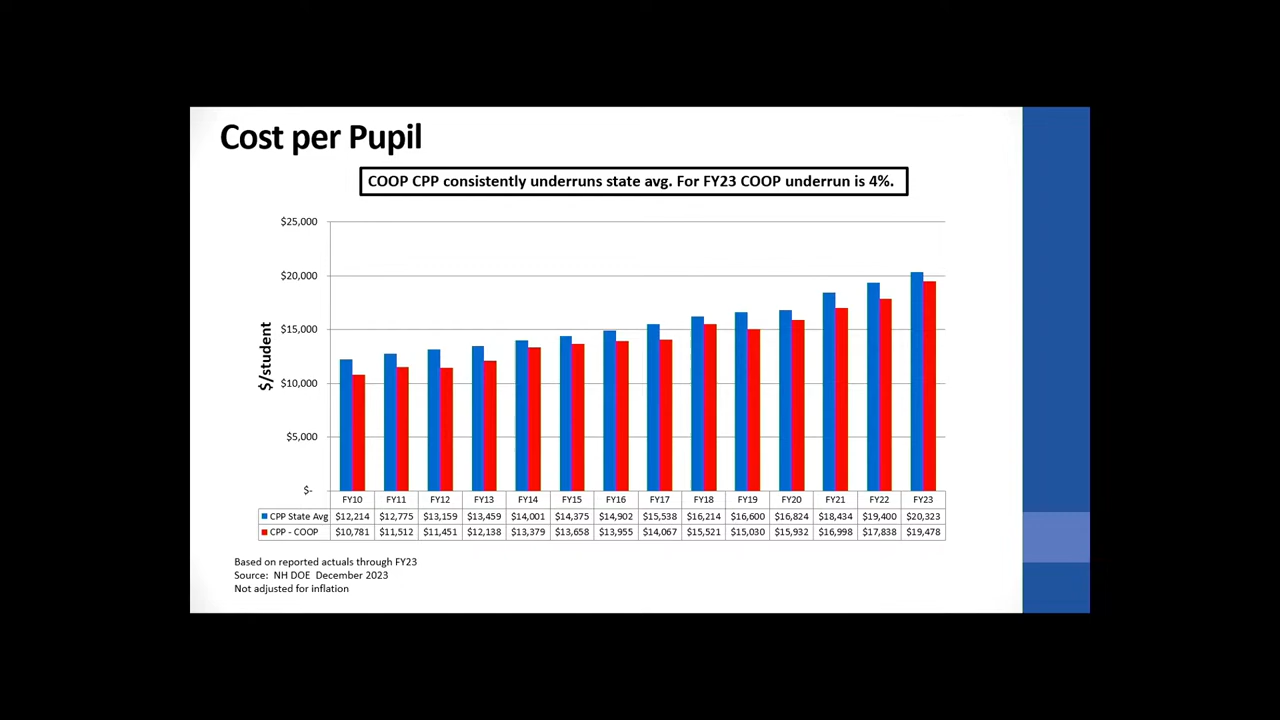 Cost per Pupil
COOP CPP consistently underruns state avg. For FY23 COOP underrun is 4%.
$25,000
$20,000
$15,000
$10,000
$5,000
$-
$/student
FY10 FY11 FY12 FY13 FY14 FY15 FY16 FY17 FY18 FY19 FY20 FY21 FY22 FY23
CPP State Avg $12,214 $12,775 $13,159 $13,459 $14,001 $14,375 $14,902 $15,538 $16,214 $16,600 $16,824 $18,434 $19,400 $20,323
CPP - COOP $10,781 $11,512 $11,451 $12,138 $13,379 $13,658 $13,955 $14,067 $15,521 $15,030 $15,932 $16,998 $17,838 $19,478
Based on reported actuals through FY23
Source: NH DOE December 2023
Not adjusted for inflation